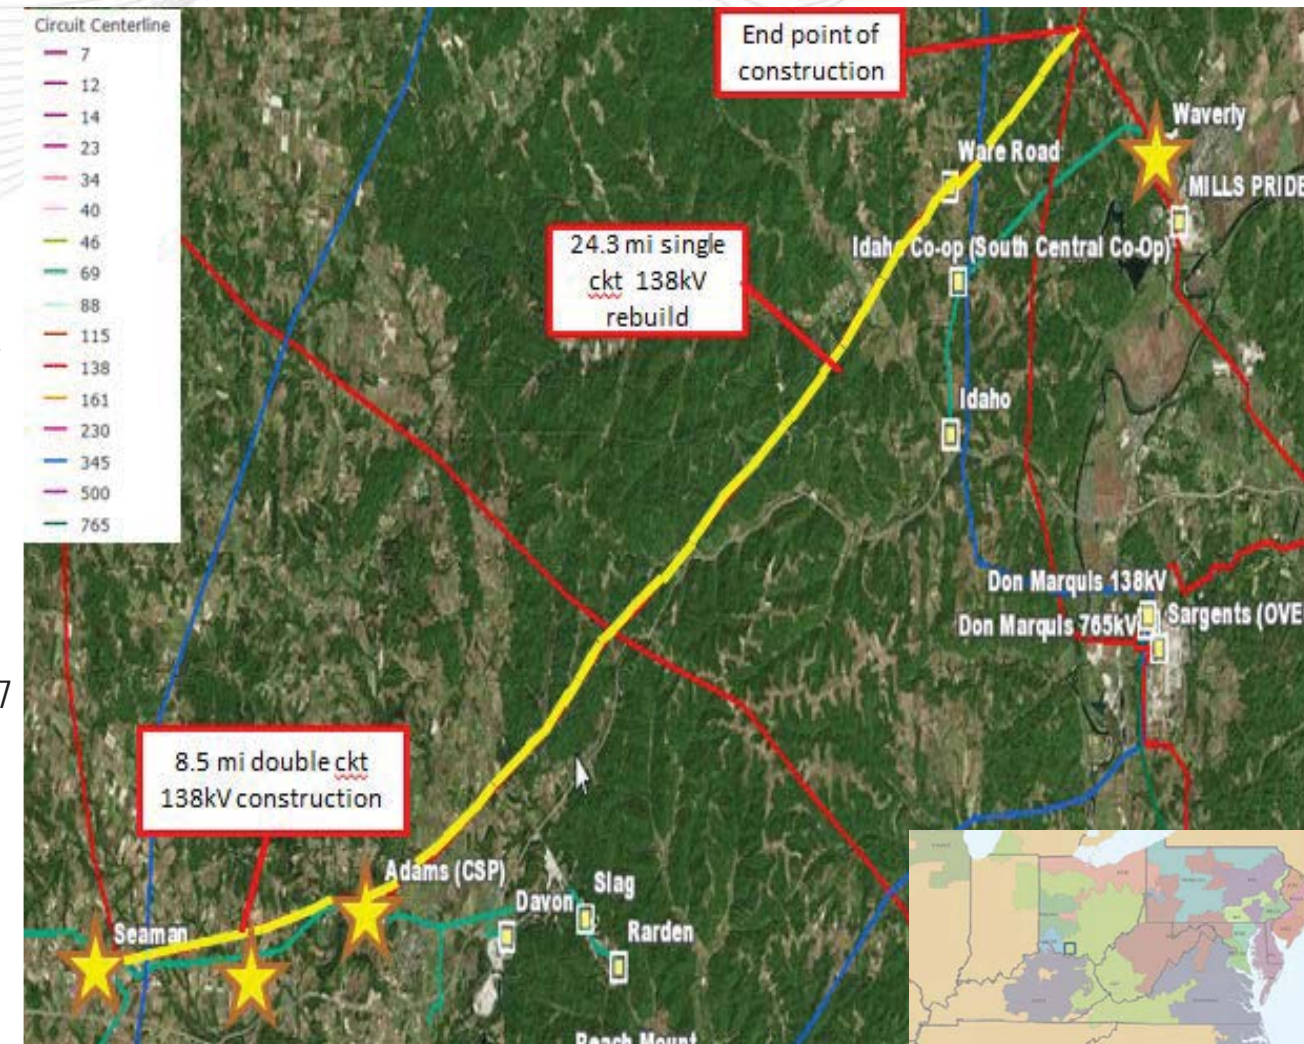 Circuit Centerline
7
12
14
23
34
40
46
69
88
115
138
161
230
345
500
765
End point of
construction
Waverly
Ware Road
MILLS PRIDE
24.3 mi single
ckt 138kV
rebuild
Idaho Co-op (South Central Co-Op)
Idaho
Don Marquis 138kV
Sargents (OVE
Don Marquis 765kV
7
8.5 mi double ckt
138kV construction
Adams (CSP)
Slag
Davon
Seaman
Rarden
Peach Mount